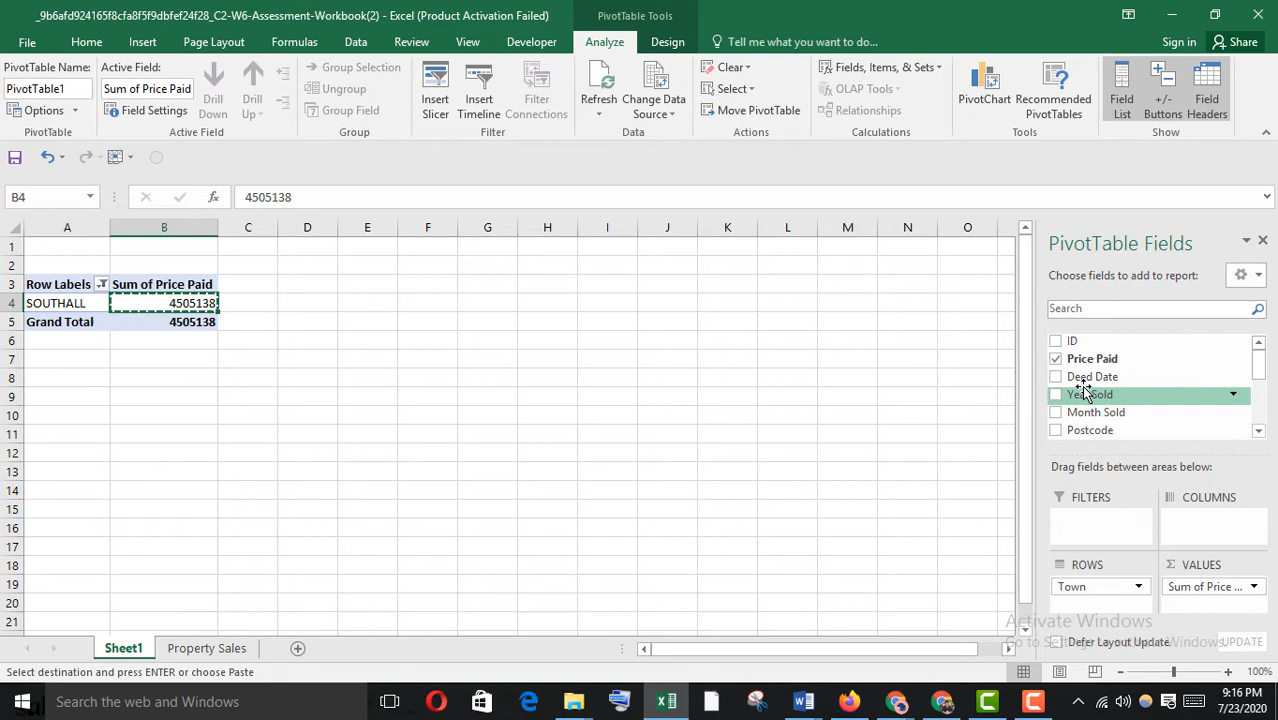 _9b6afd924165f8cfa8f5f9dbfef24f28_C2-W6-Assessment-Workbook(2) - Excel (Product Activation Failed)
PivotTable Tools
File Home Insert Page Layout Formulas Data Review View Developer Analyze Design Tell me what you want to do... Sign in Share
PivotTable Name: Active Field:
PivotTable1 Sum of Price Paid
Options Field Settings
Drill Down Drill Up
PivotTable Active Field
Group Selection
Ungroup
Group Field
Group
Insert Slicer Insert Timeline Filter Connections
Filter
Refresh Change Data Source
Data
Clear
Select
Move PivotTable
Actions
Fields, Items, & Sets
OLAP Tools
Relationships
Calculations
PivotChart Recommended PivotTables
Tools
Field List +/- Buttons Field Headers
Show
B4 fx 4505138
A B C D E F G H I J K L M N O
1
2
3 Row Labels Sum of Price Paid
4 SOUTHALL 4505138
5 Grand Total 4505138
6
7
8
9
10
11
12
13
14
15
16
17
18
19
20
21
PivotTable Fields
Choose fields to add to report:
Search
ID
Price Paid
Deed Date
Year Sold
Month Sold
Postcode
Drag fields between areas below:
FILTERS COLUMNS
ROWS Σ VALUES
Town Sum of Price ...
Activate Windows
Go to Settings to activate Windows.
Defer Layout Update UPDATE
Sheet1 Property Sales
Select destination and press ENTER or choose Paste
100%
Search the web and Windows
9:16 PM
7/23/2020